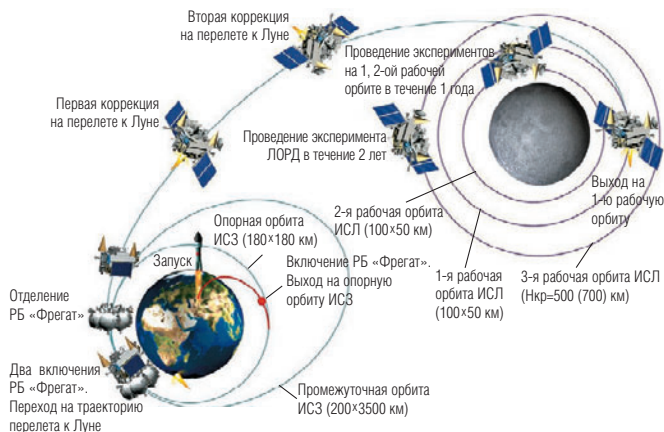 Вторая коррекция
на перелете к Луне
Проведение экспериментов
на 1, 2-ой рабочей
орбите в течение 1 года
Первая коррекция
на перелете к Луне
Проведение эксперимента
ЛОРД в течение 2 лет
Выход на
1-ю рабочую
орбиту
2-я рабочая орбита
ИСЛ (100×50 км)
1-я рабочая
орбита ИСЛ
(100×50 км)
3-я рабочая орбита ИСЛ
(Нкр=500 (700) км)
Опорная орбита
ИСЗ (180×180 км)
Запуск
Включение РБ «Фрегат».
Выход на опорную
орбиту ИСЗ
Отделение
РБ «Фрегат»
Два включения
РБ «Фрегат».
Переход на траекторию
перелета к Луне
Промежуточная орбита
ИСЗ (200×3500 км)